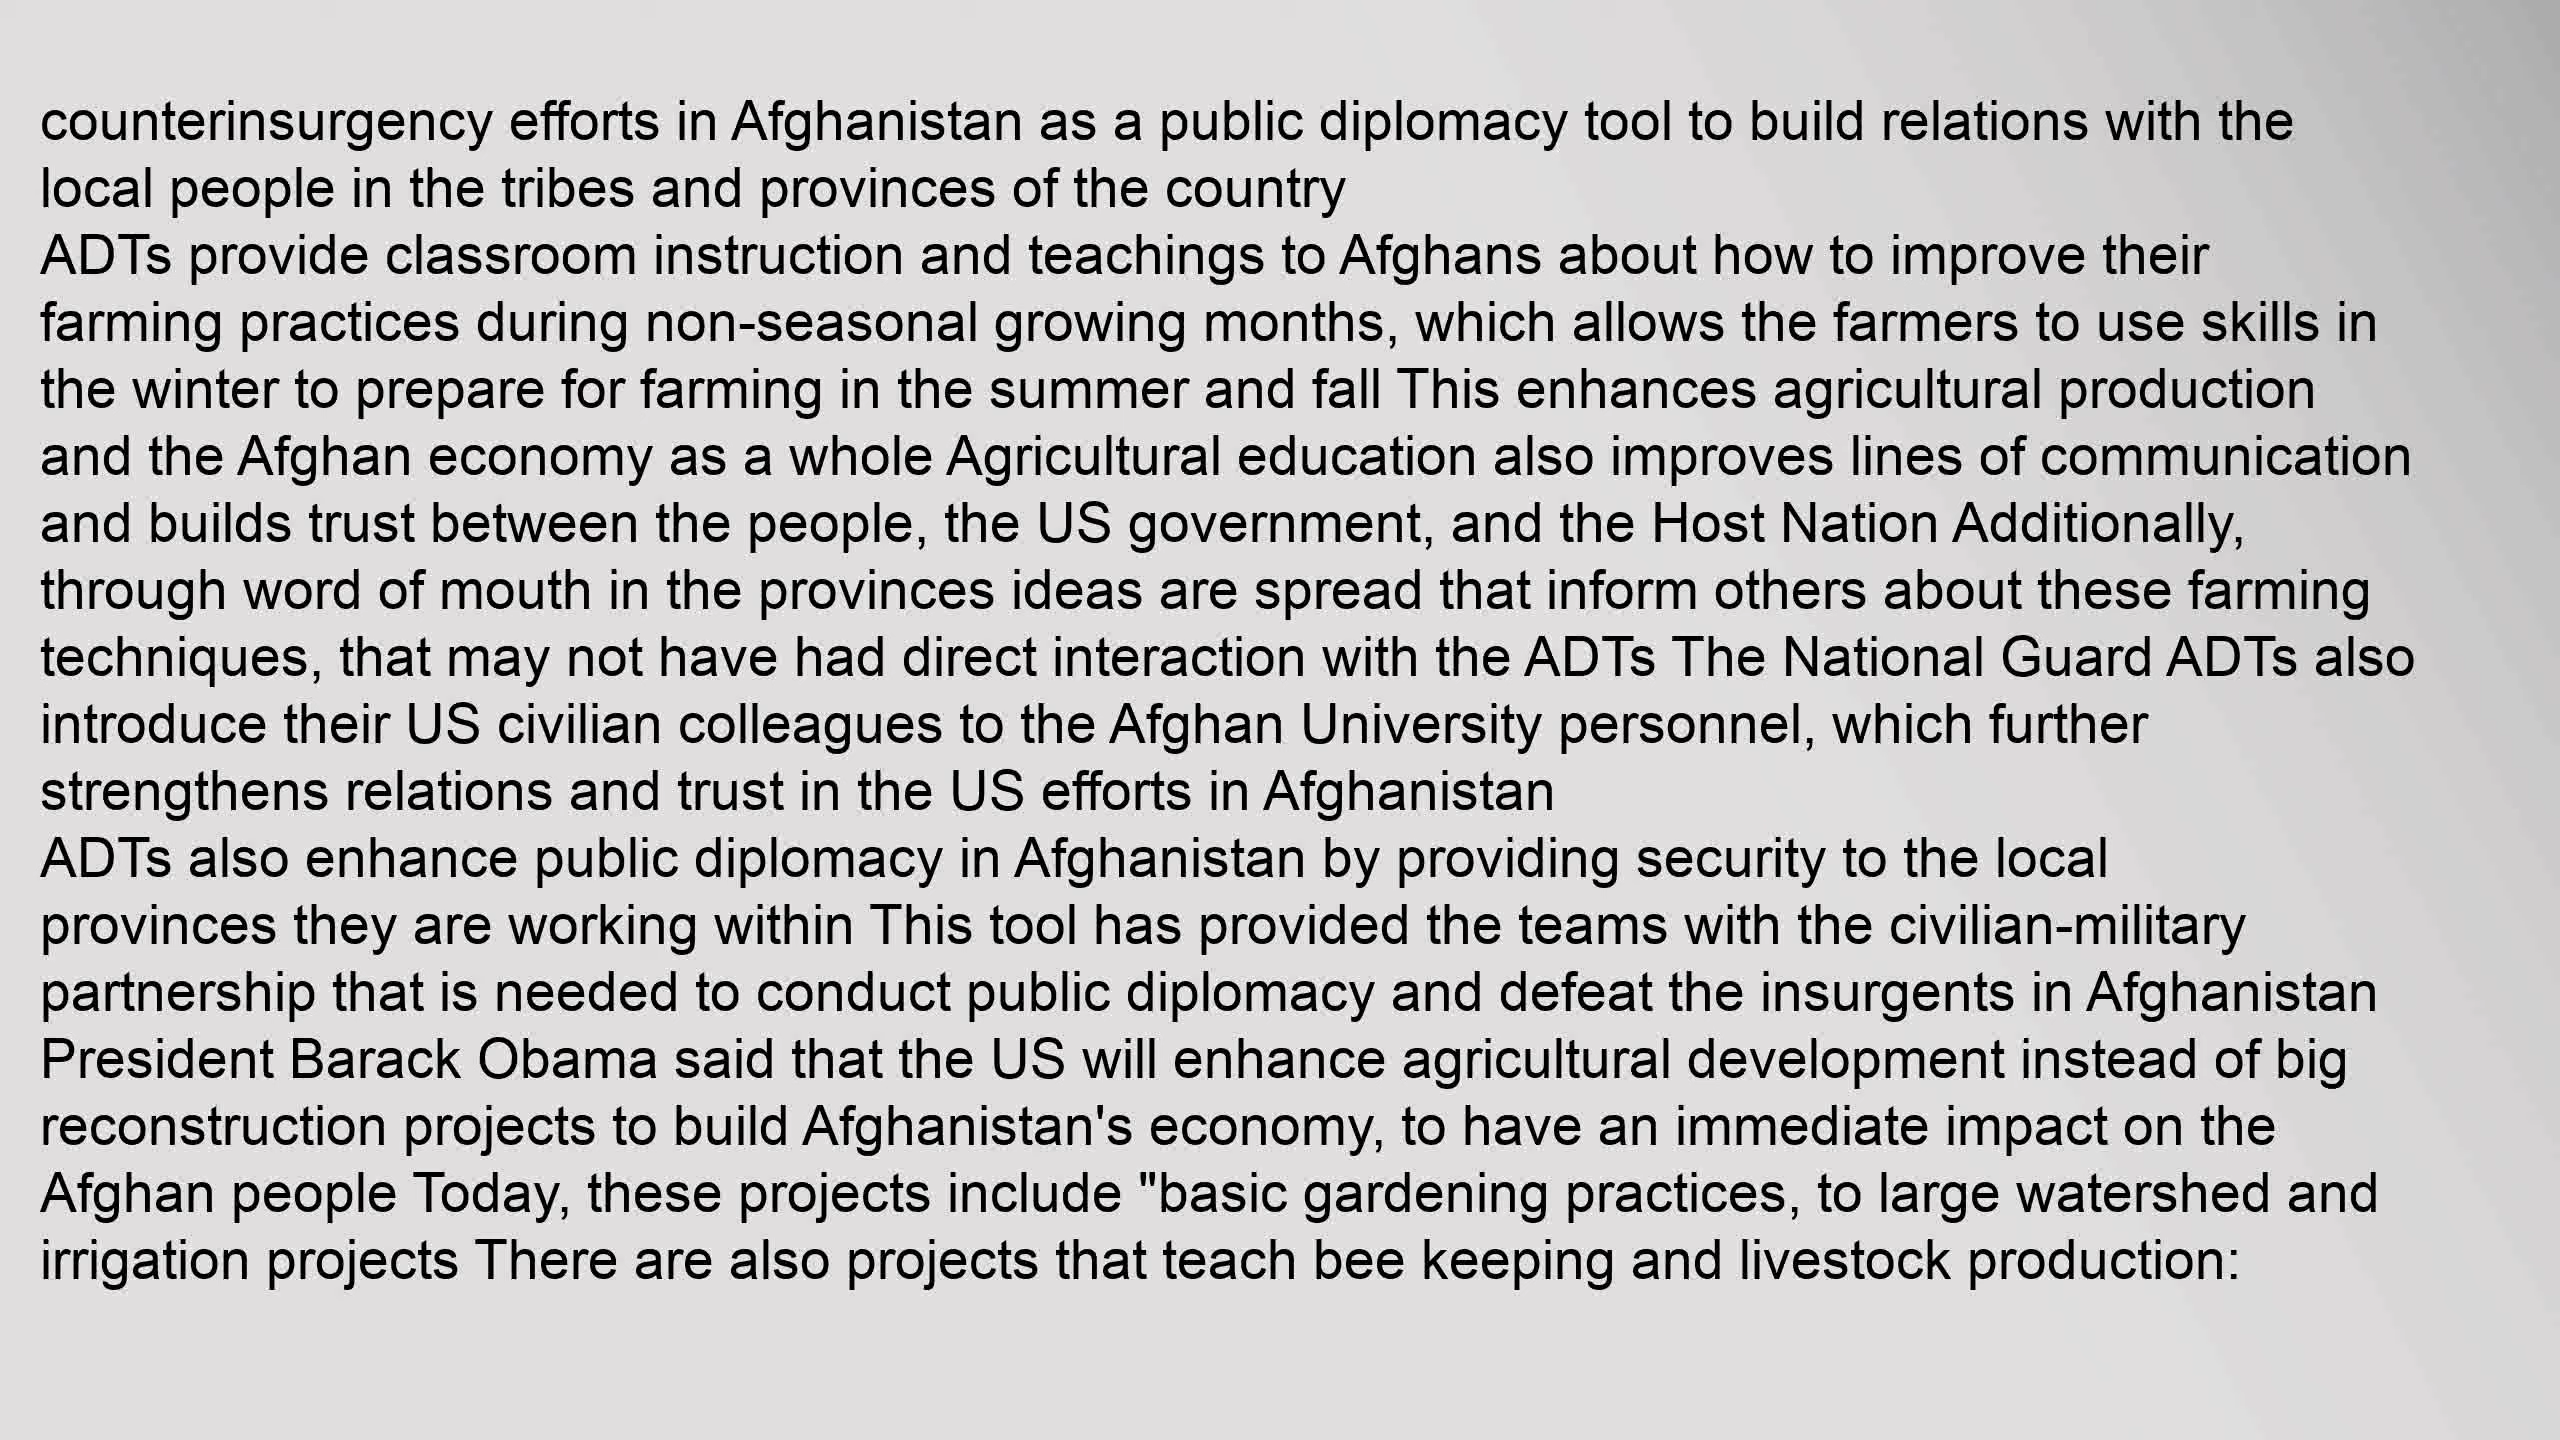 counterinsurgency efforts in Afghanistan as a public diplomacy tool to build relations with the
local people in the tribes and provinces of the country
ADTs provide classroom instruction and teachings to Afghans about how to improve their
farming practices during non-seasonal growing months, which allows the farmers to use skills in
the winter to prepare for farming in the summer and fall This enhances agricultural production
and the Afghan economy as a whole Agricultural education also improves lines of communication
and builds trust between the people, the US government, and the Host Nation Additionally,
through word of mouth in the provinces ideas are spread that inform others about these farming
techniques, that may not have had direct interaction with the ADTs The National Guard ADTs also
introduce their US civilian colleagues to the Afghan University personnel, which further
strengthens relations and trust in the US efforts in Afghanistan
ADTs also enhance public diplomacy in Afghanistan by providing security to the local
provinces they are working within This tool has provided the teams with the civilian-military
partnership that is needed to conduct public diplomacy and defeat the insurgents in Afghanistan
President Barack Obama said that the US will enhance agricultural development instead of big
reconstruction projects to build Afghanistan's economy, to have an immediate impact on the
Afghan people Today, these projects include "basic gardening practices, to large watershed and
irrigation projects There are also projects that teach bee keeping and livestock production: